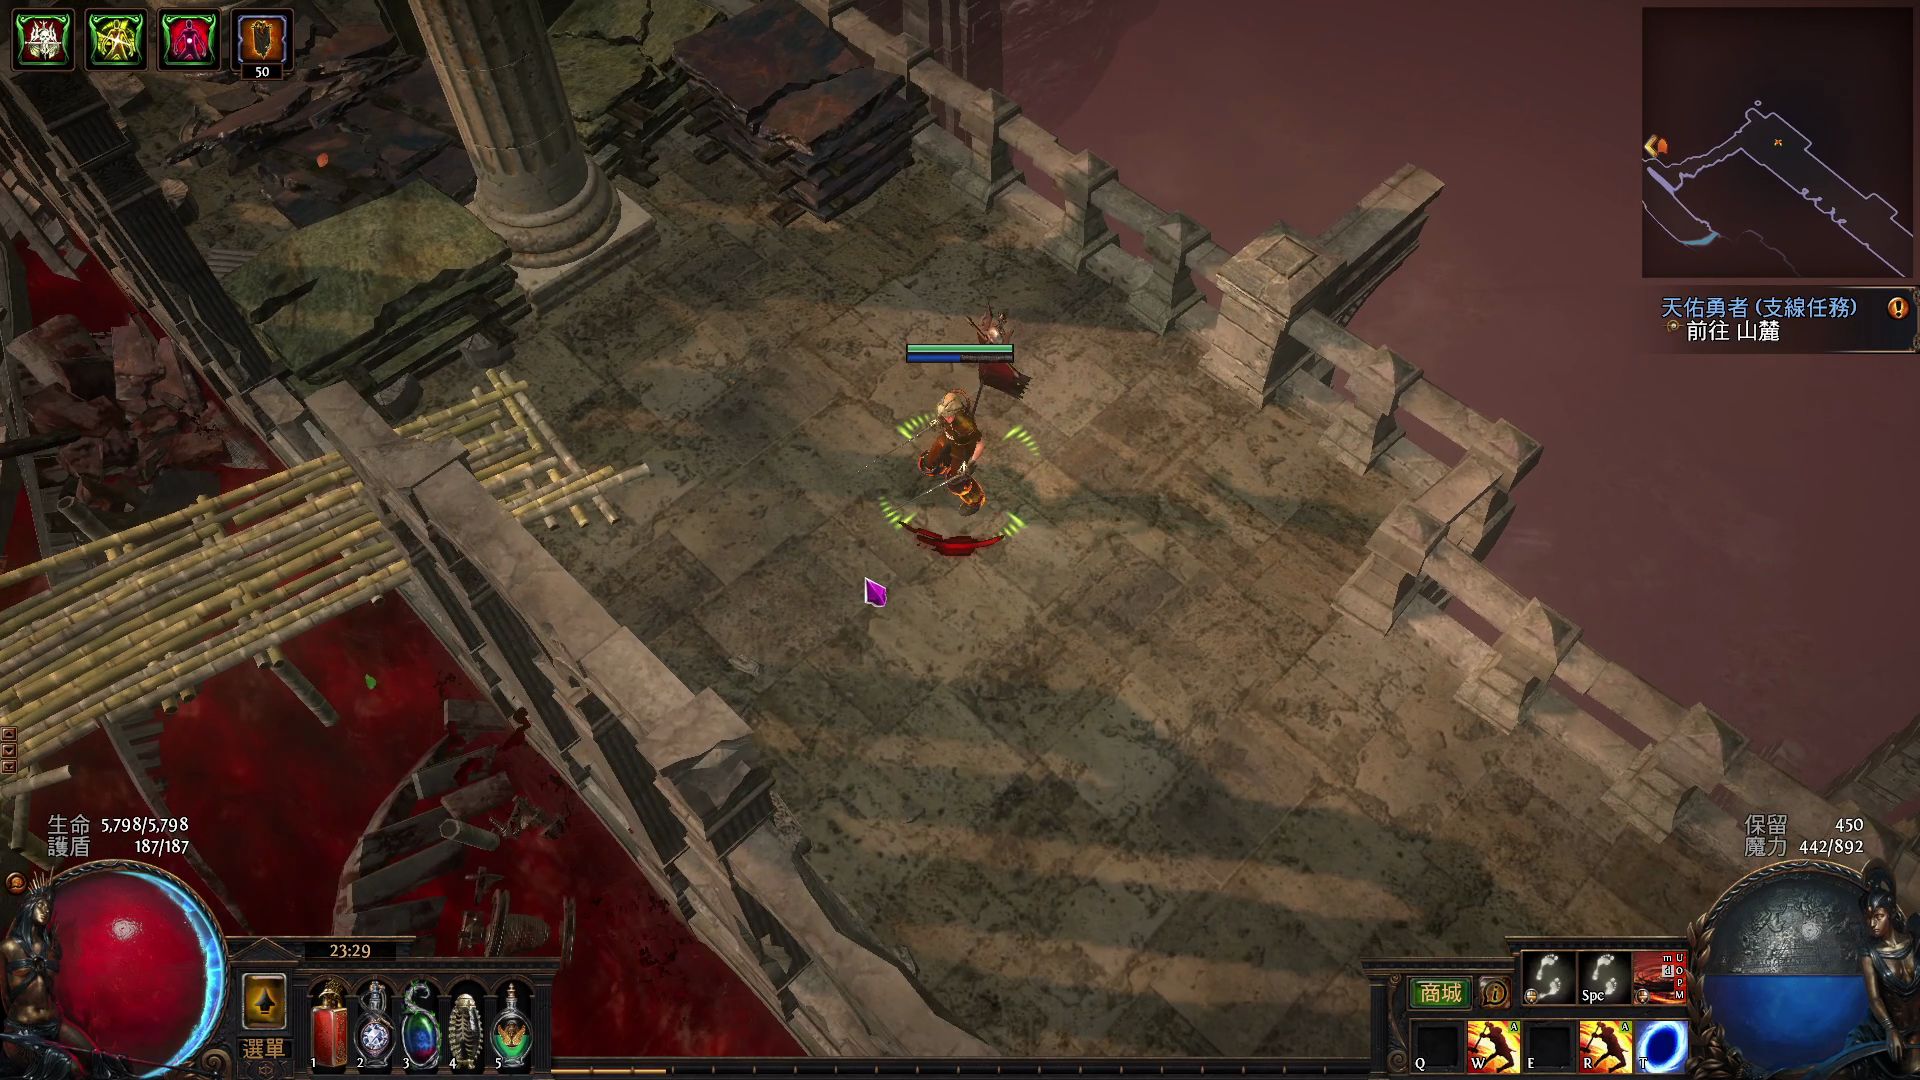 50
天佑勇者 (支線任務)
前往 山麓
生命 5,798/5,798
護盾 187/187
保留 450
魔力 442/892
23:29
選單
1 2 3 4 5
商城
Spc
m U
d O
P
M
Q W A E R A T